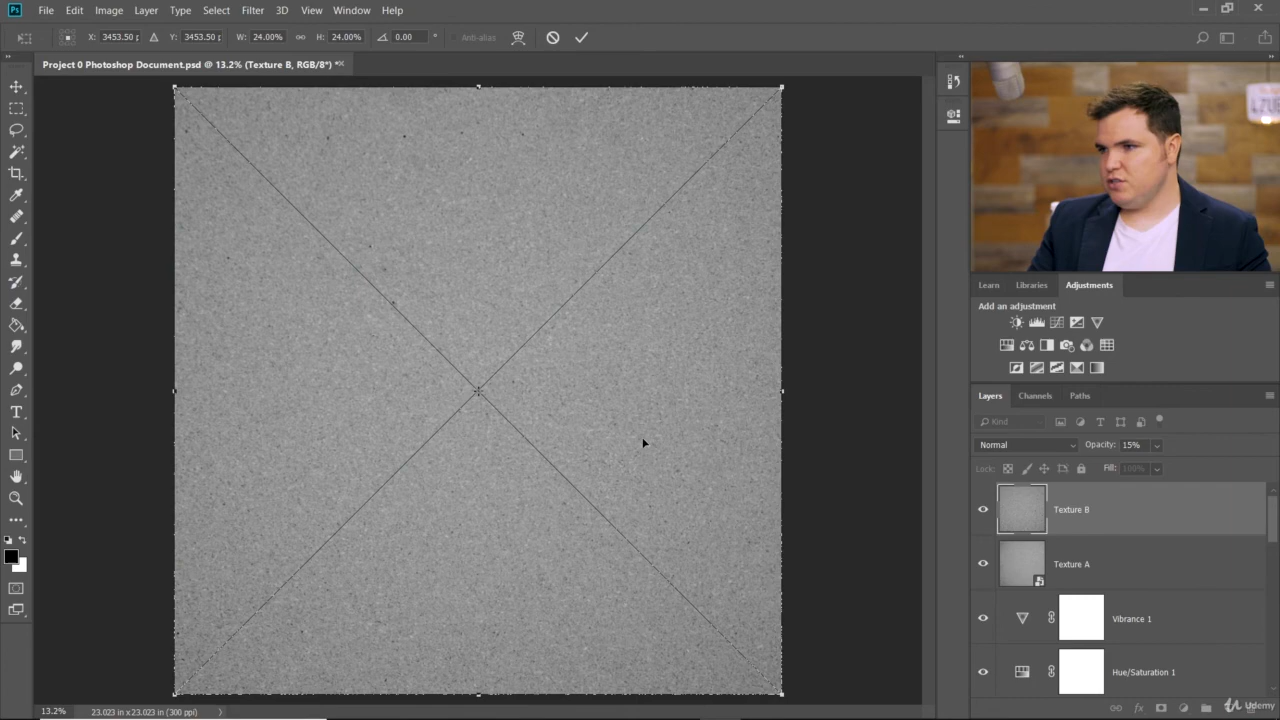 Ps File Edit Image Layer Type Select Filter 3D View Window Help
X: 3453.50 p Y: 3453.50 p W: 24.00% H: 24.00% 0.00 ° Anti-alias
Project 0 Photoshop Document.psd @ 13.2% (Texture B, RGB/8*) *
Learn Libraries Adjustments
Add an adjustment
Layers Channels Paths
Kind
Normal Opacity: 15%
Lock: Fill: 100%
Texture B
Texture A
Vibrance 1
Hue/Saturation 1
13.2% 23.023 in x 23.023 in (300 ppi)
Udemy